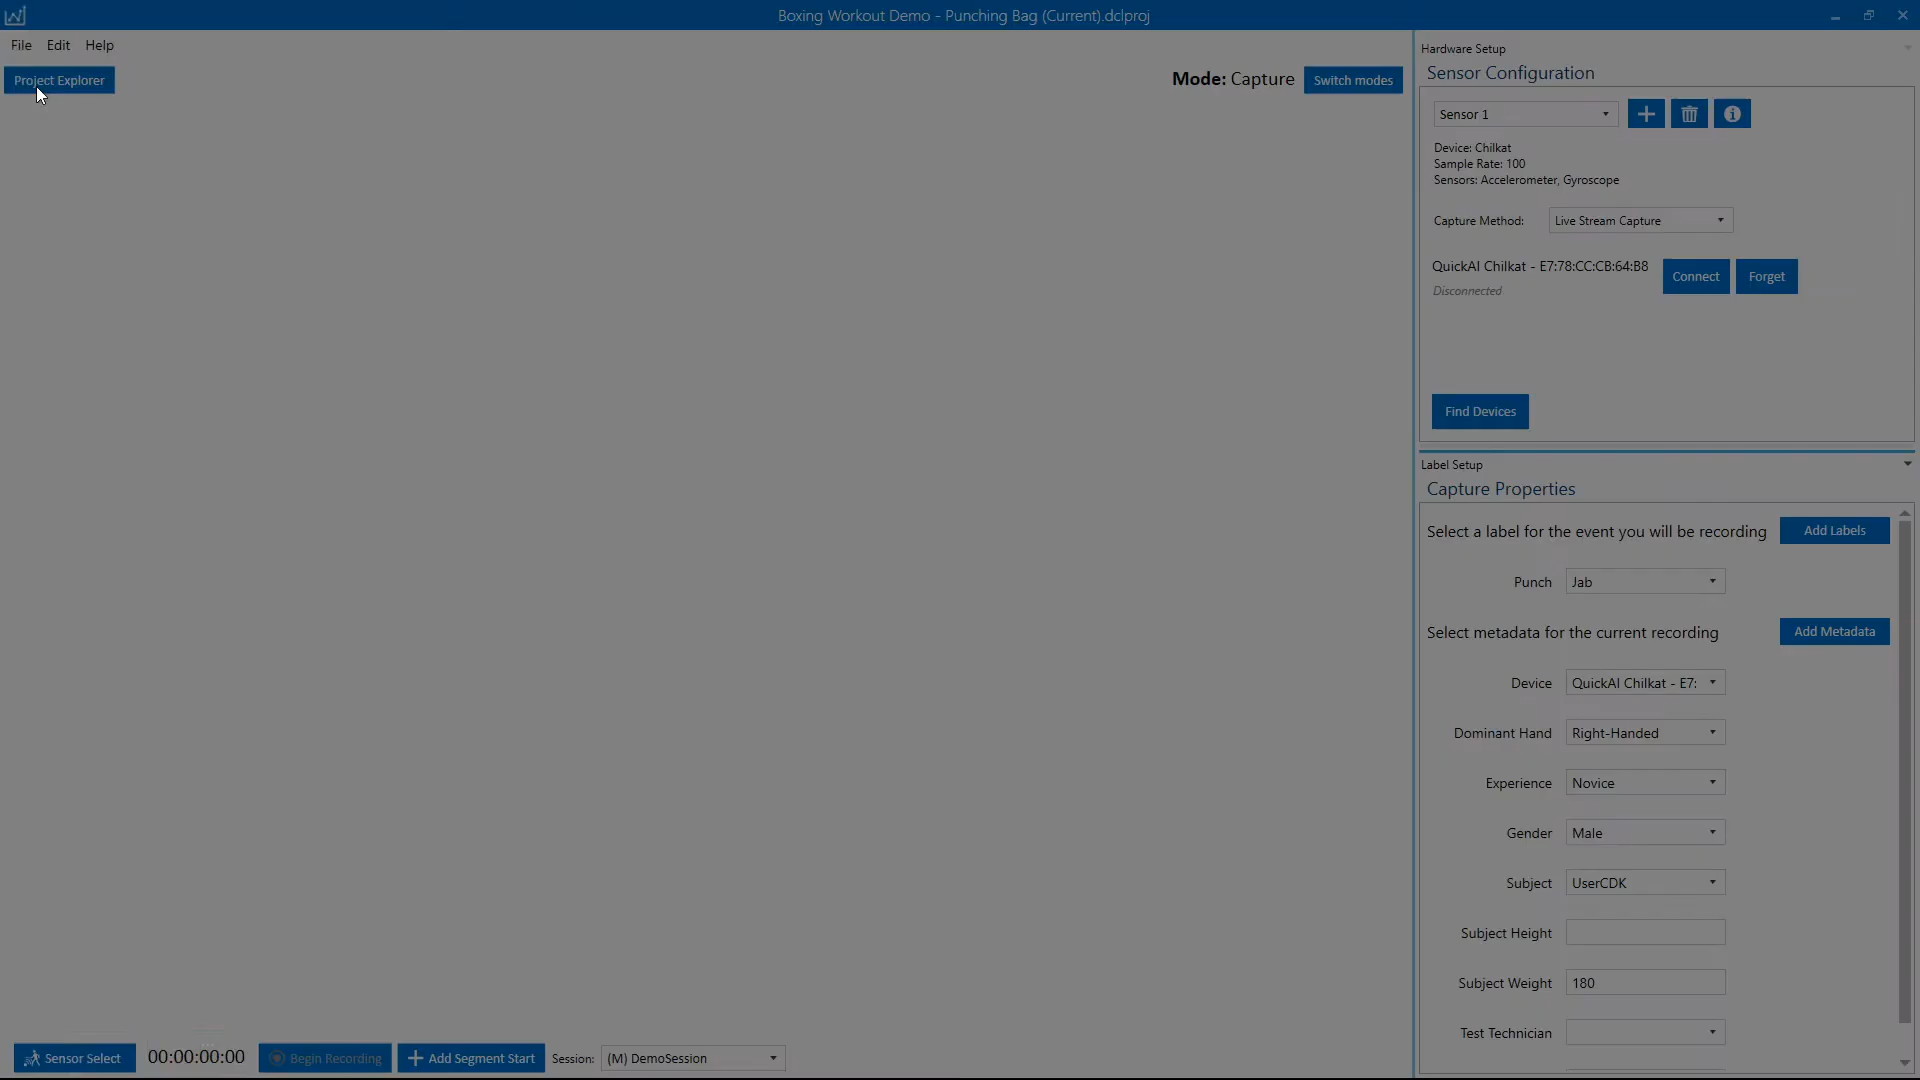 Boxing Workout Demo - Punching Bag (Current).dclproj
File Edit Help
Project Explorer
Mode: Capture Switch modes
Hardware Setup
Sensor Configuration
Sensor 1
Device: Chilkat
Sample Rate: 100
Sensors: Accelerometer, Gyroscope
Capture Method: Live Stream Capture
QuickAI Chilkat - E7:78:CC:CB:64:B8 Connect Forget
Disconnected
Find Devices
Label Setup
Capture Properties
Select a label for the event you will be recording Add Labels
Punch Jab
Select metadata for the current recording Add Metadata
Device QuickAI Chilkat - E7:
Dominant Hand Right-Handed
Experience Novice
Gender Male
Subject UserCDK
Subject Height
Subject Weight 180
Test Technician
Sensor Select 00:00:00:00 Begin Recording Add Segment Start Session: (M) DemoSession